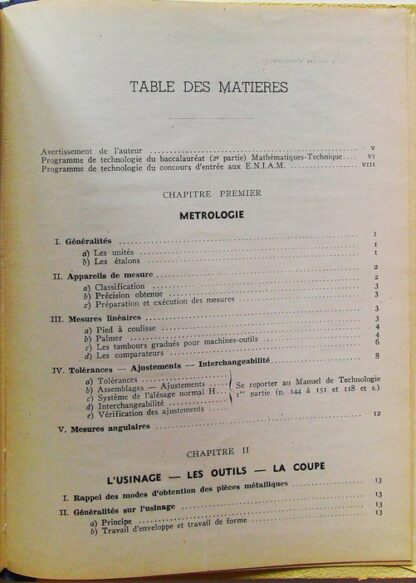 TABLE DES MATIERES
Avertissement de l'auteur ........ V
Programme de technologie du baccalauréat (2e partie) Mathématiques-Technique.... VI
Programme de technologie du concours d'entrée aux E.N.I.A.M. ........ VIII
CHAPITRE PREMIER
METROLOGIE
I. Généralités ........ 1
a) Les unités ........ 1
b) Les étalons ........ 1
II. Appareils de mesure ........ 2
a) Classification ........ 2
b) Précision obtenue ........ 3
c) Préparation et exécution des mesures ........ 3
III. Mesures linéaires ........ 3
a) Pied à coulisse ........ 3
b) Palmer ........ 4
c) Les tambours gradués pour machines-outils ........ 4
d) Les comparateurs ........ 6
IV. Tolérances — Ajustements — Interchangeabilité ........ 8
a) Tolérances ........
b) Assemblages — Ajustements ....
c) Système de l'alésage normal H...
d) Interchangeabilité ........
e) Vérification des ajustements ....
Se reporter au Manuel de Technologie
1re partie (p. 144 à 151 et 118 et s.)
V. Mesures angulaires ........ 12
CHAPITRE II
L'USINAGE — LES OUTILS — LA COUPE
I. Rappel des modes d'obtention des pièces métalliques ........ 13
II. Généralités sur l'usinage ........ 13
a) Principe ........ 13
b) Travail d'enveloppe et travail de forme ........ 13